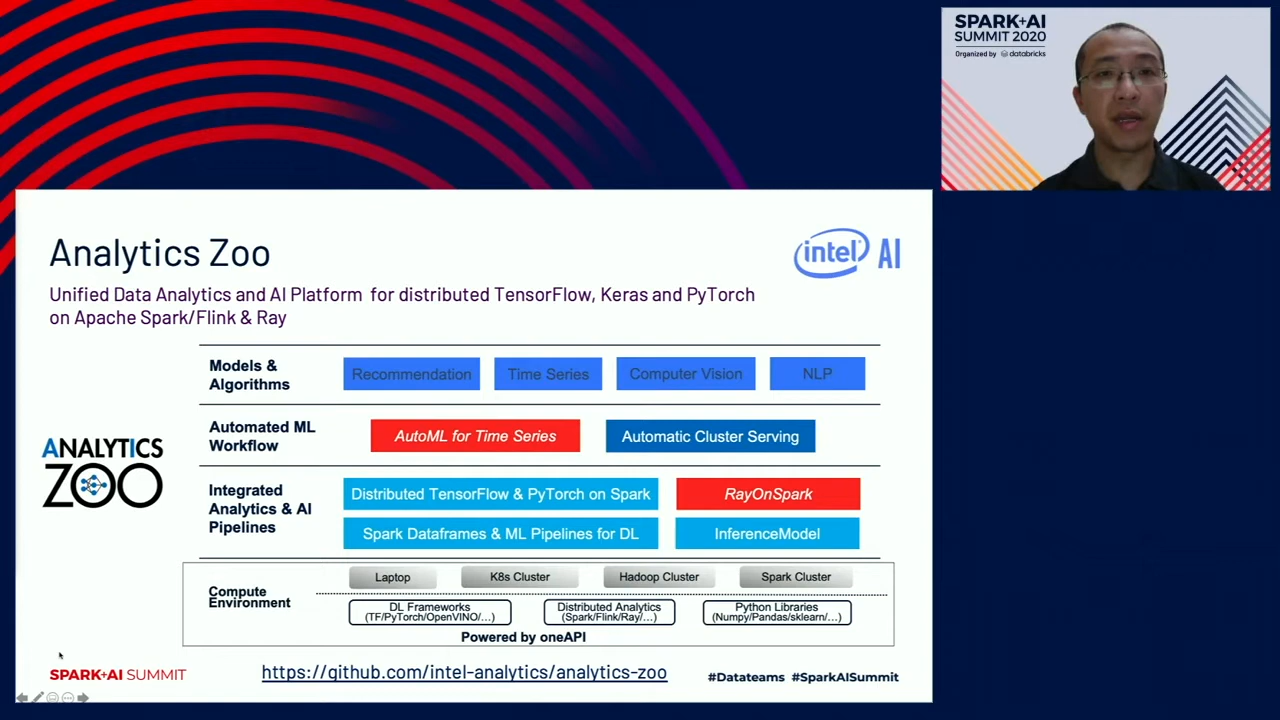 SPARK+AI
SUMMIT 2020
Organized by databricks
Analytics Zoo
intel AI
Unified Data Analytics and AI Platform for distributed TensorFlow, Keras and PyTorch
on Apache Spark/Flink & Ray
Models &
Algorithms
Recommendation
Time Series
Computer Vision
NLP
Automated ML
Workflow
AutoML for Time Series
Automatic Cluster Serving
ANALYTICS
ZOO
Integrated
Analytics & AI
Pipelines
Distributed TensorFlow & PyTorch on Spark
RayOnSpark
Spark Dataframes & ML Pipelines for DL
InferenceModel
Compute
Environment
Laptop
K8s Cluster
Hadoop Cluster
Spark Cluster
DL Frameworks
(TF/PyTorch/OpenVINO/…)
Distributed Analytics
(Spark/Flink/Ray/…)
Python Libraries
(Numpy/Pandas/sklearn/…)
Powered by oneAPI
SPARK+AI SUMMIT
https://github.com/intel-analytics/analytics-zoo
#Datateams #SparkAISummit